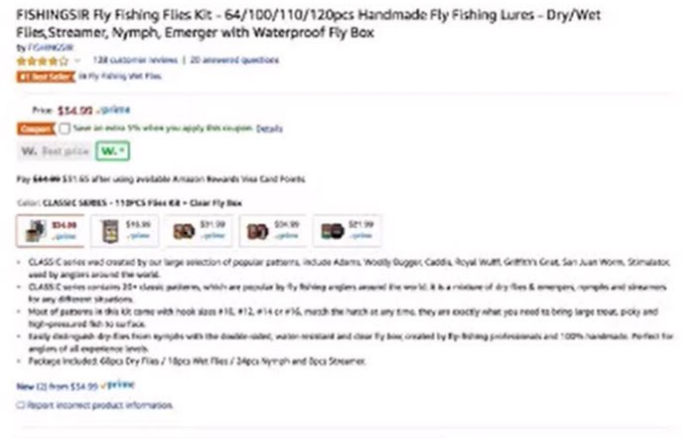 FISHINGSIR Fly Fishing Flies Kit - 64/100/110/120pcs Handmade Fly Fishing Lures - Dry/Wet
Flies,Streamer, Nymph, Emerger with Waterproof Fly Box
by FISHINGSIR
customer reviews | 20 answered questions
#1 Best Seller in Fly Fishing Wet Flies
Price: $34.99 prime
Coupon Save an extra 5% when you apply this coupon. Details
W. Best price W.
Pay $34.99 after using available Amazon Rewards Visa Card Points
Color: CLASSIC SERIES - 110PCS Flies Kit + Clear Fly Box
$34.99 $31.99 $34.99 $21.99
prime prime prime prime prime
CLASSIC series was created by our large selection of popular patterns, include Adams, Woolly Bugger, Caddis, Royal Wulff, Griffith's Gnat, San Juan Worm, Stimulator,
used by anglers around the world.
CLASSIC series contains 20+ classic patterns, which are popular by fly fishing anglers around the world. It is a mixture of dry flies & emergers, nymphs and streamers
for any different situations.
Most of patterns in this kit come with hook sizes #10, #12, #14 or #16, match the hatch at any time, they are exactly what you need to bring large trout, picky and
high-pressured fish to surface.
Easily distinguish dry flies from nymphs with the double-sided, water-resistant and clear fly box, created by fly-fishing professionals and 100% handmade. Perfect for
anglers of all experience levels.
Package Included: 60pcs Dry Flies / 18pcs Wet Flies / 24pcs Nymph and 8pcs Streamer.
New (2) from $34.99 prime
Report incorrect product information.